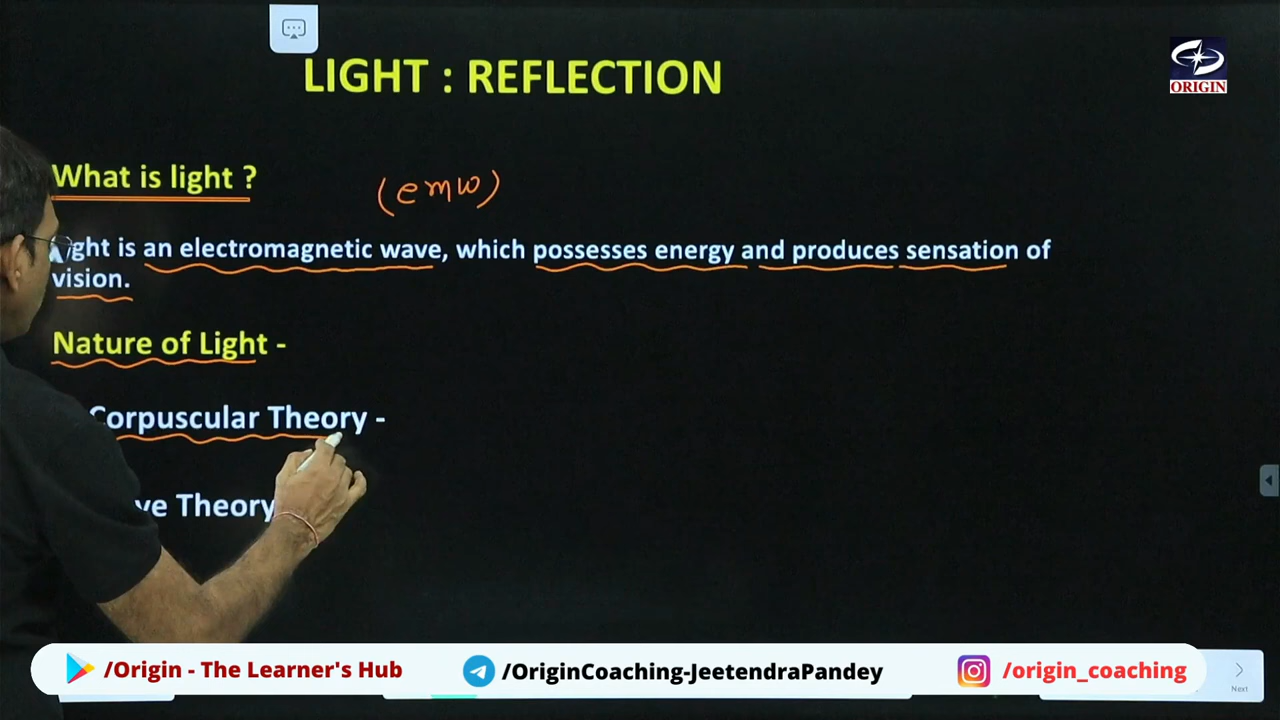 LIGHT : REFLECTION
ORIGIN
What is light ?
(emw)
ght is an electromagnetic wave, which possesses energy and produces sensation of
vision.
Nature of Light -
Corpuscular Theory -
ve Theory
/Origin - The Learner's Hub
/OriginCoaching-JeetendraPandey
/origin_coaching
Next